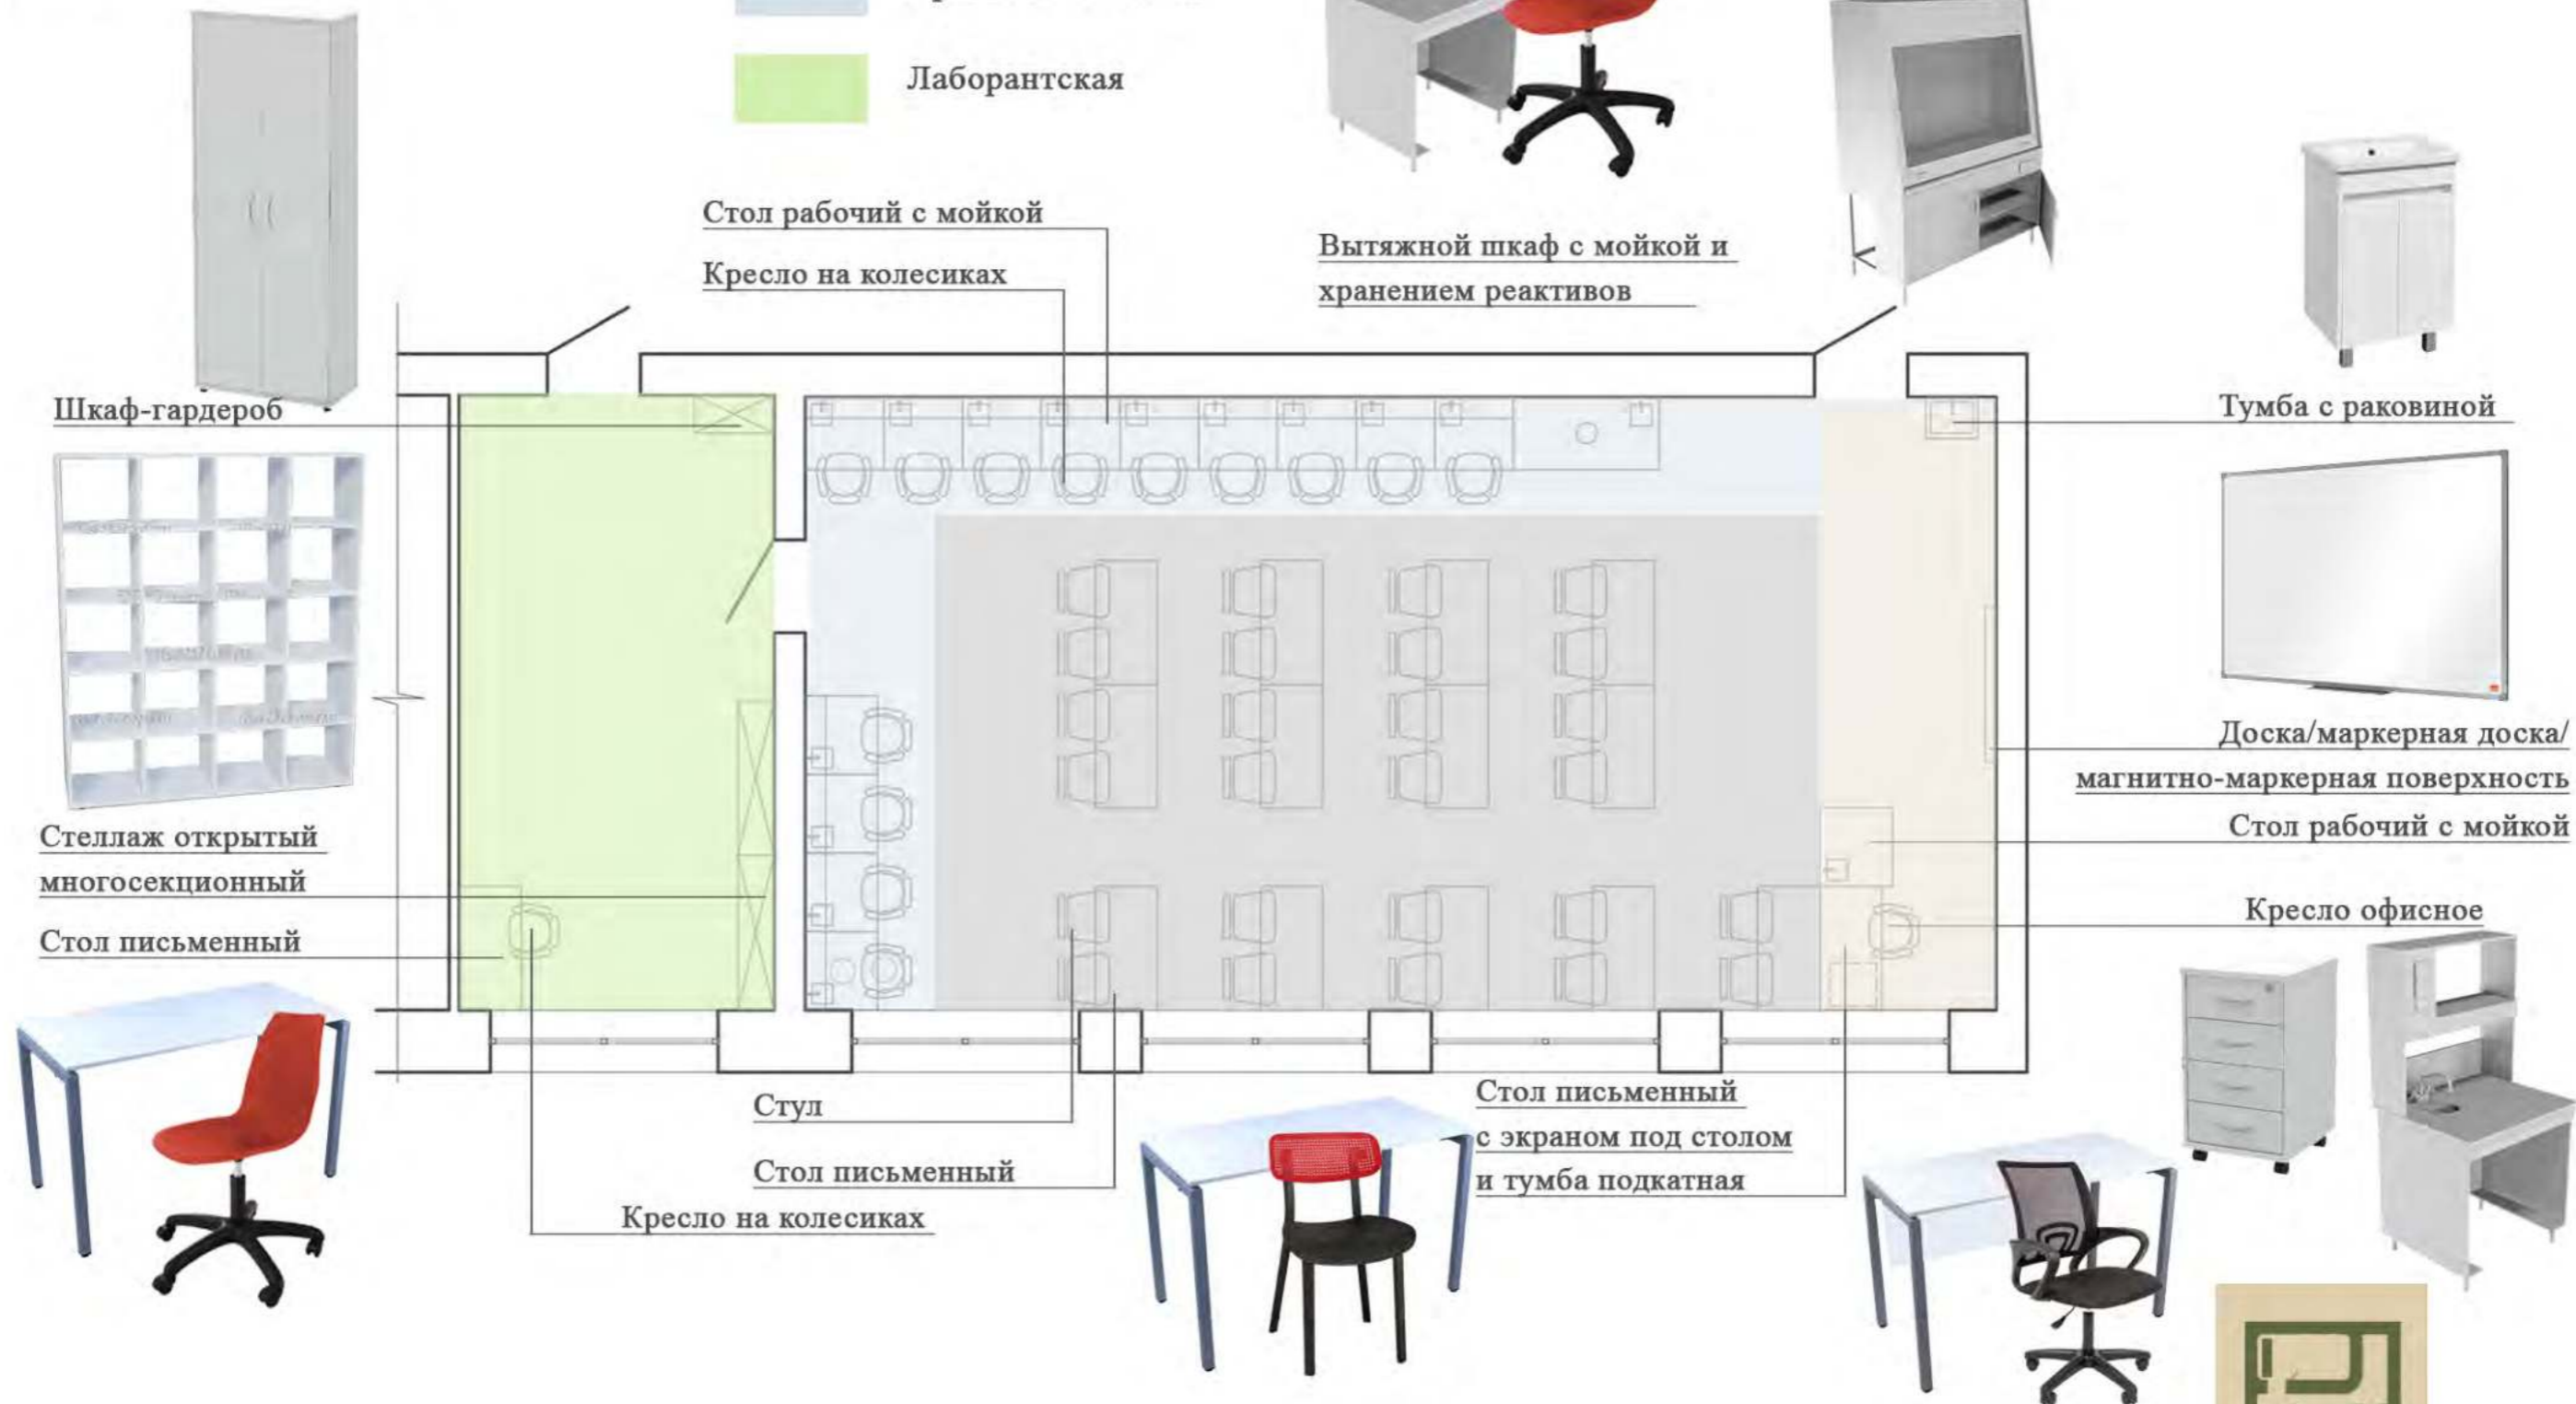 Лаборантская
Стол рабочий с мойкой
Кресло на колесиках
Вытяжной шкаф с мойкой и
хранением реактивов
Шкаф-гардероб
Тумба с раковиной
Доска/маркерная доска/
магнитно-маркерная поверхность
Стол рабочий с мойкой
Кресло офисное
Стеллаж открытый
многосекционный
Стол письменный
Стул
Стол письменный
Кресло на колесиках
Стол письменный
с экраном под столом
и тумба подкатная